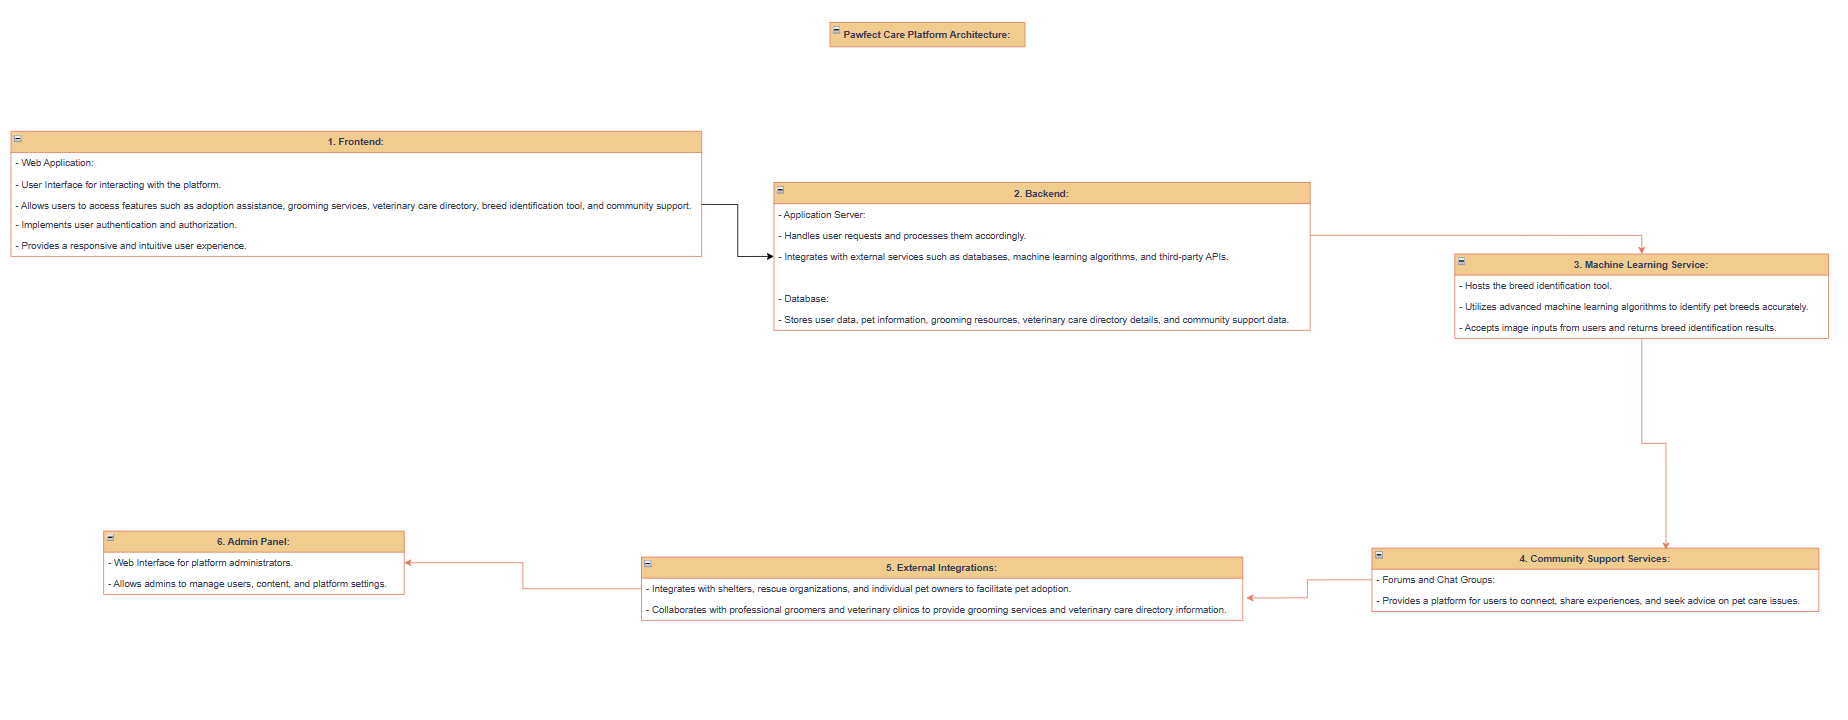 Pawfect Care Platform Architecture:
1. Frontend:
- Web Application:
- User Interface for interacting with the platform.
- Allows users to access features such as adoption assistance, grooming services, veterinary care directory, breed identification tool, and community support.
- Implements user authentication and authorization.
- Provides a responsive and intuitive user experience.
2. Backend:
- Application Server:
- Handles user requests and processes them accordingly.
- Integrates with external services such as databases, machine learning algorithms, and third-party APIs.
- Database:
- Stores user data, pet information, grooming resources, veterinary care directory details, and community support data.
3. Machine Learning Service:
- Hosts the breed identification tool.
- Utilizes advanced machine learning algorithms to identify pet breeds accurately.
- Accepts image inputs from users and returns breed identification results.
4. Community Support Services:
- Forums and Chat Groups:
- Provides a platform for users to connect, share experiences, and seek advice on pet care issues.
5. External Integrations:
- Integrates with shelters, rescue organizations, and individual pet owners to facilitate pet adoption.
- Collaborates with professional groomers and veterinary clinics to provide grooming services and veterinary care directory information.
6. Admin Panel:
- Web Interface for platform administrators.
- Allows admins to manage users, content, and platform settings.